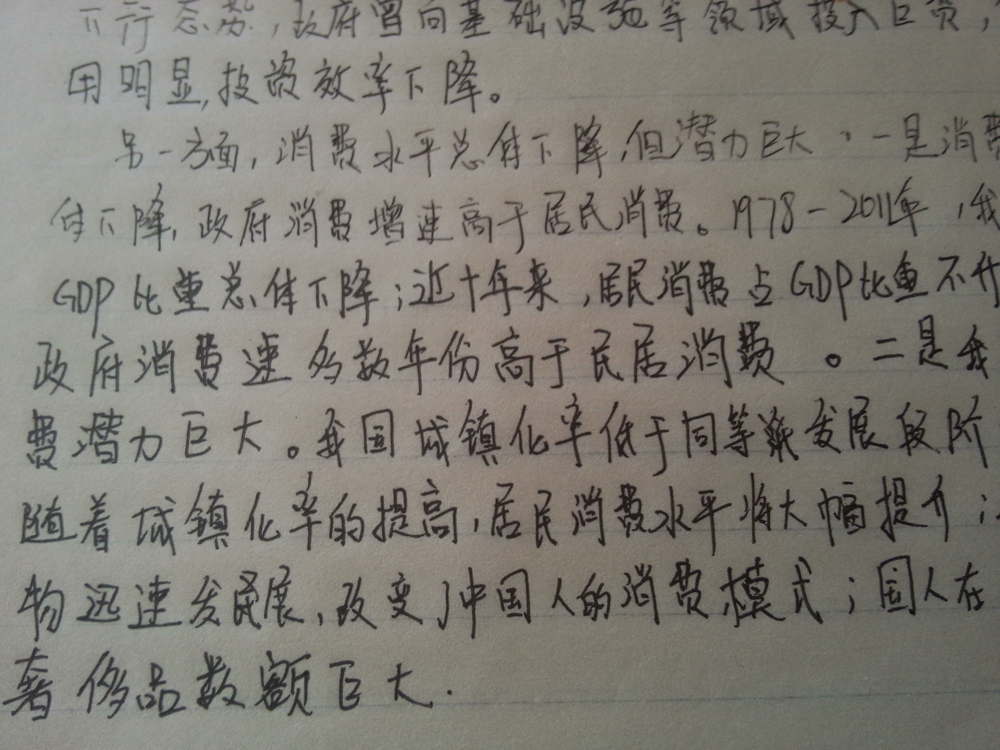 下行态势,政府曾向基础设施等领域投入巨资,
用明显,投资效率下降。
另一方面,消费水平总体下降,但潜力巨大.一是消费
体下降,政府消费增速高于居民消费。1978-2011年,我
GDP比重总体下降;近十年来,居民消费占GDP比重不升
政府消费速多数年份高于民居消费。二是我
费潜力巨大。我国城镇化率低于同等发展段阶
随着城镇化率的提高,居民消费水平将大幅提升;
物迅速发展,改变了中国人的消费模式;国人在
奢侈品数额巨大.